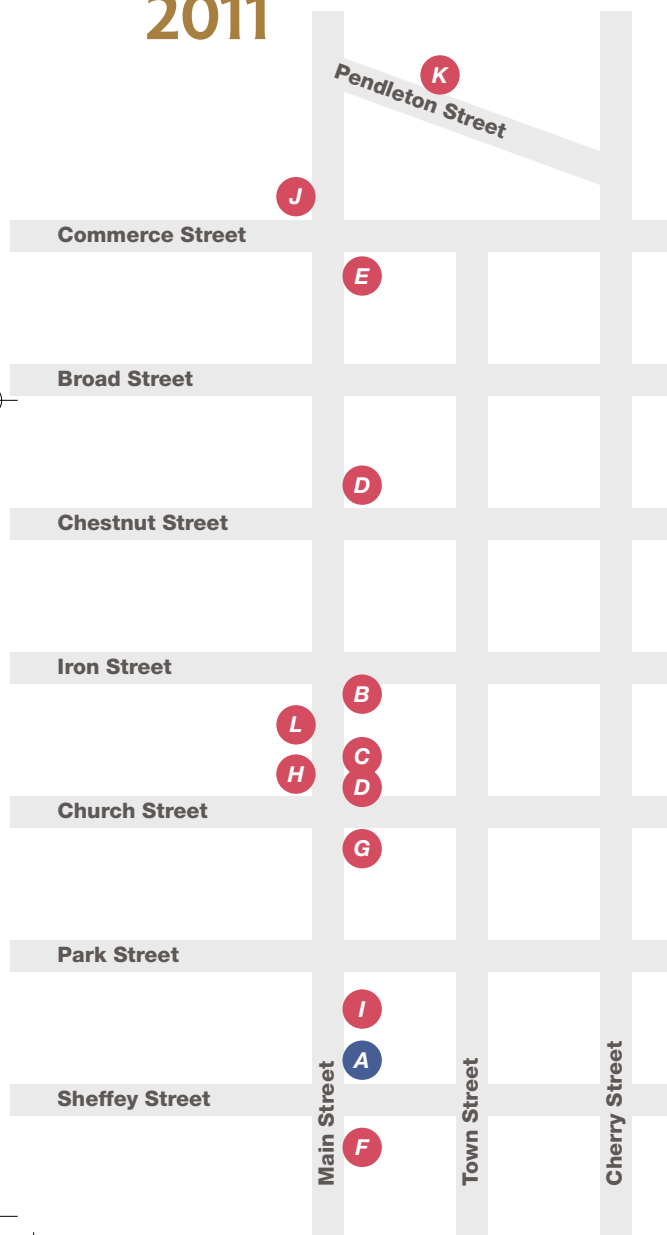 2011
K
Pendleton Street
J
Commerce Street
E
Broad Street
D
Chestnut Street
Iron Street
B
L
C
H
D
Church Street
G
Park Street
I
A
Sheffey Street
Main Street
Town Street
Cherry Street
F